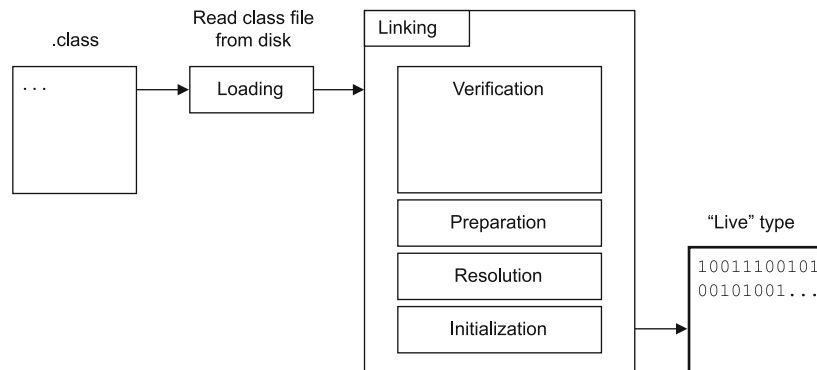 .class
. . .
Read class file
from disk
Loading
Linking
Verification
Preparation
Resolution
Initialization
“Live” type
10011100101
00101001...